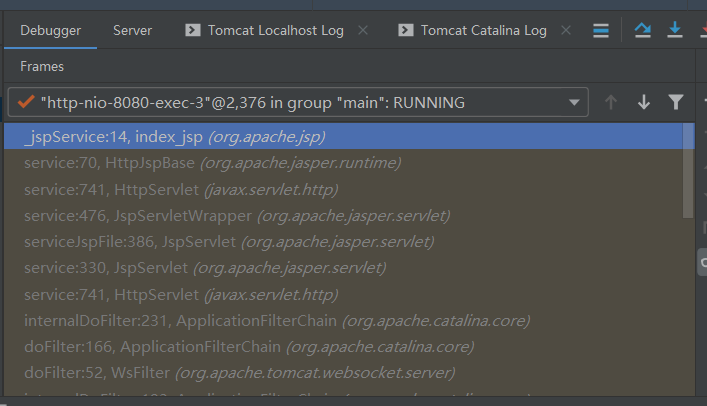 Debugger Server Tomcat Localhost Log Tomcat Catalina Log
Frames
"http-nio-8080-exec-3"@2,376 in group "main": RUNNING
_jspService:14, index_jsp (org.apache.jsp)
service:70, HttpJspBase (org.apache.jasper.runtime)
service:741, HttpServlet (javax.servlet.http)
service:476, JspServletWrapper (org.apache.jasper.servlet)
serviceJspFile:386, JspServlet (org.apache.jasper.servlet)
service:330, JspServlet (org.apache.jasper.servlet)
service:741, HttpServlet (javax.servlet.http)
internalDoFilter:231, ApplicationFilterChain (org.apache.catalina.core)
doFilter:166, ApplicationFilterChain (org.apache.catalina.core)
doFilter:52, WsFilter (org.apache.tomcat.websocket.server)